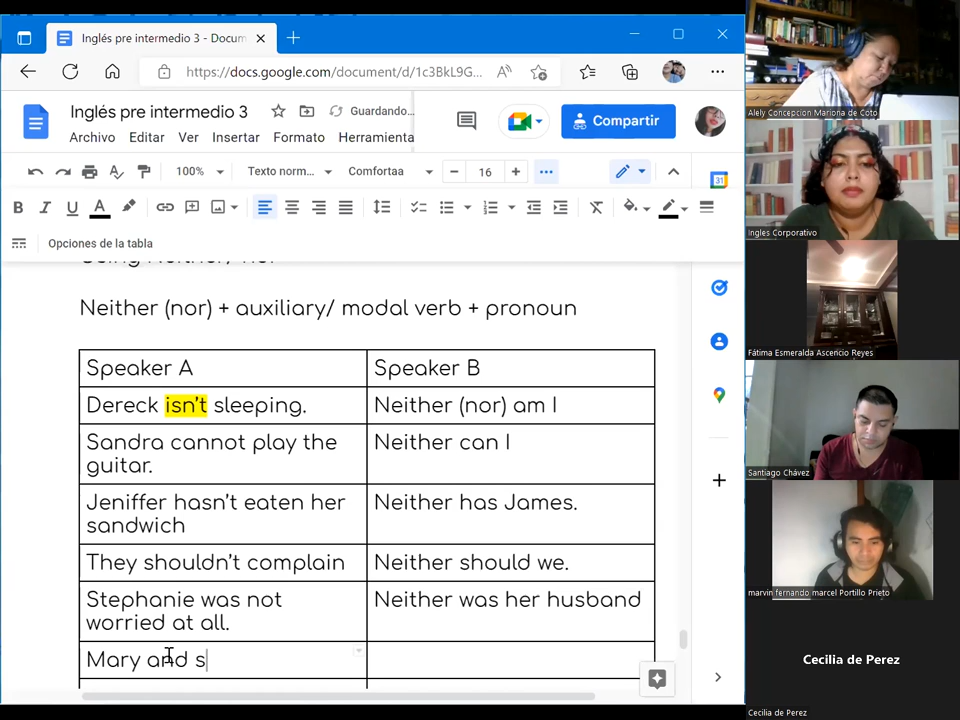 Inglés pre intermedio 3 - Docum
https://docs.google.com/document/d/1c3BkL9G...
Inglés pre intermedio 3
Guardando...
Archivo Editar Ver Insertar Formato Herramienta
Compartir
100% Texto norm... Comfortaa 16
Opciones de la tabla
Using Neither/ nor
Neither (nor) + auxiliary/ modal verb + pronoun
Speaker A Speaker B
Dereck isn't sleeping. Neither (nor) am I
Sandra cannot play the
guitar. Neither can I
Jeniffer hasn't eaten her
sandwich Neither has James.
They shouldn't complain Neither should we.
Stephanie was not
worried at all. Neither was her husband
Mary and s
31
Alely Concepcion Mariona de Coto
Ingles Corporativo
Fátima Esmeralda Ascencio Reyes
Santiago Chávez
marvin fernando marcel Portillo Prieto
Cecilia de Perez
Cecilia de Perez